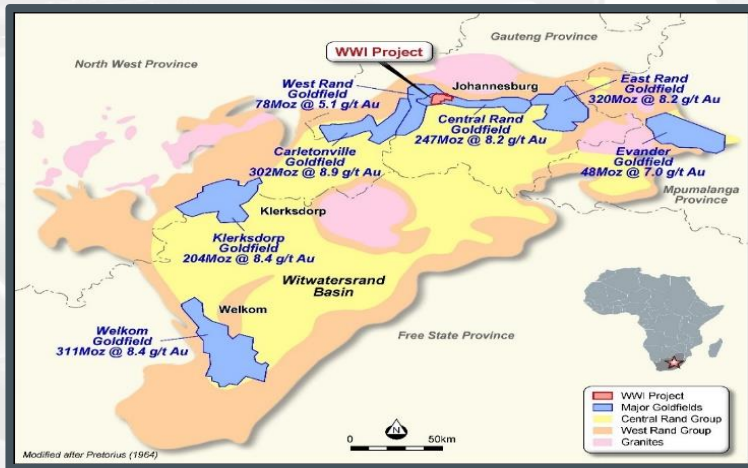 WWI Project
Gauteng Province
North West Province
West Rand
Goldfield
78Moz @ 5.1 g/t Au
Johannesburg
East Rand
Goldfield
320Moz @ 8.2 g/t Au
Central Rand
Goldfield
247Moz @ 8.2 g/t Au
Carletonville
Goldfield
302Moz @ 8.9 g/t Au
Evander
Goldfield
48Moz @ 7.0 g/t Au
Mpumalanga
Province
Klerksdorp
Klerksdorp
Goldfield
204Moz @ 8.4 g/t Au
Witwatersrand
Basin
Welkom
Welkom
Goldfield
311Moz @ 8.4 g/t Au
Free State Province
WWI Project
Major Goldfields
Central Rand Group
West Rand Group
Granites
N
0 50km
Modified after Pretorius (1964)